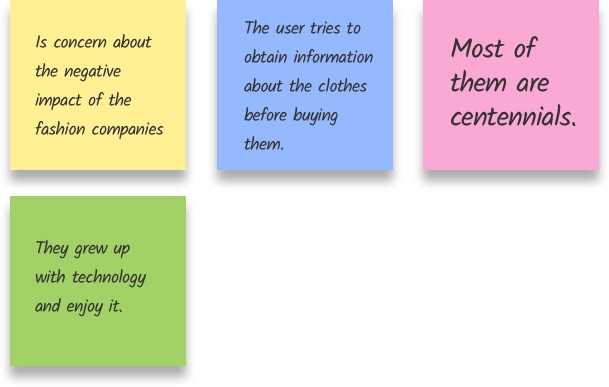 Is concern about
the negative
impact of the
fashion companies
The user tries to
obtain information
about the clothes
before buying
them.
Most of
them are
centennials.
They grew up
with technology
and enjoy it.